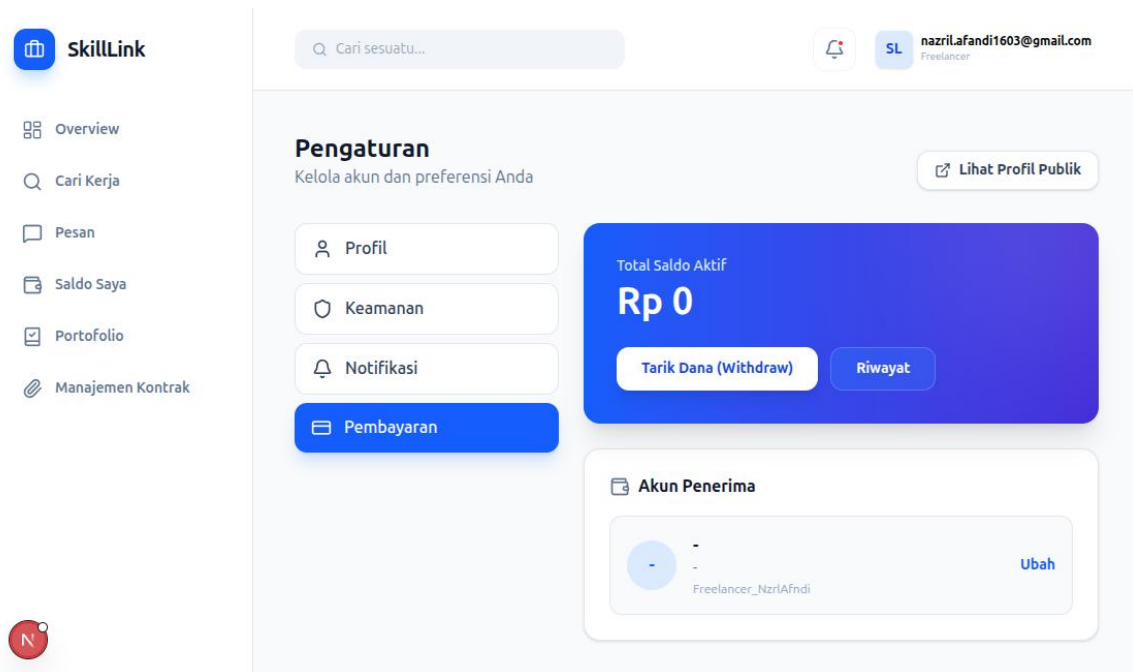 SkillLink
Cari sesuatu...
SL
nazril.afandi1603@gmail.com
Freelancer
Overview
Cari Kerja
Pesan
Saldo Saya
Portofolio
Manajemen Kontrak
Pengaturan
Kelola akun dan preferensi Anda
Lihat Profil Publik
Profil
Keamanan
Notifikasi
Pembayaran
Total Saldo Aktif
Rp 0
Tarik Dana (Withdraw)
Riwayat
Akun Penerima
-
-
-
Freelancer_NzrlAfndi
Ubah
N